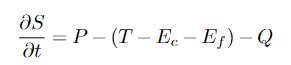 ∂S/∂t = P − (T − E_c − E_f) − Q